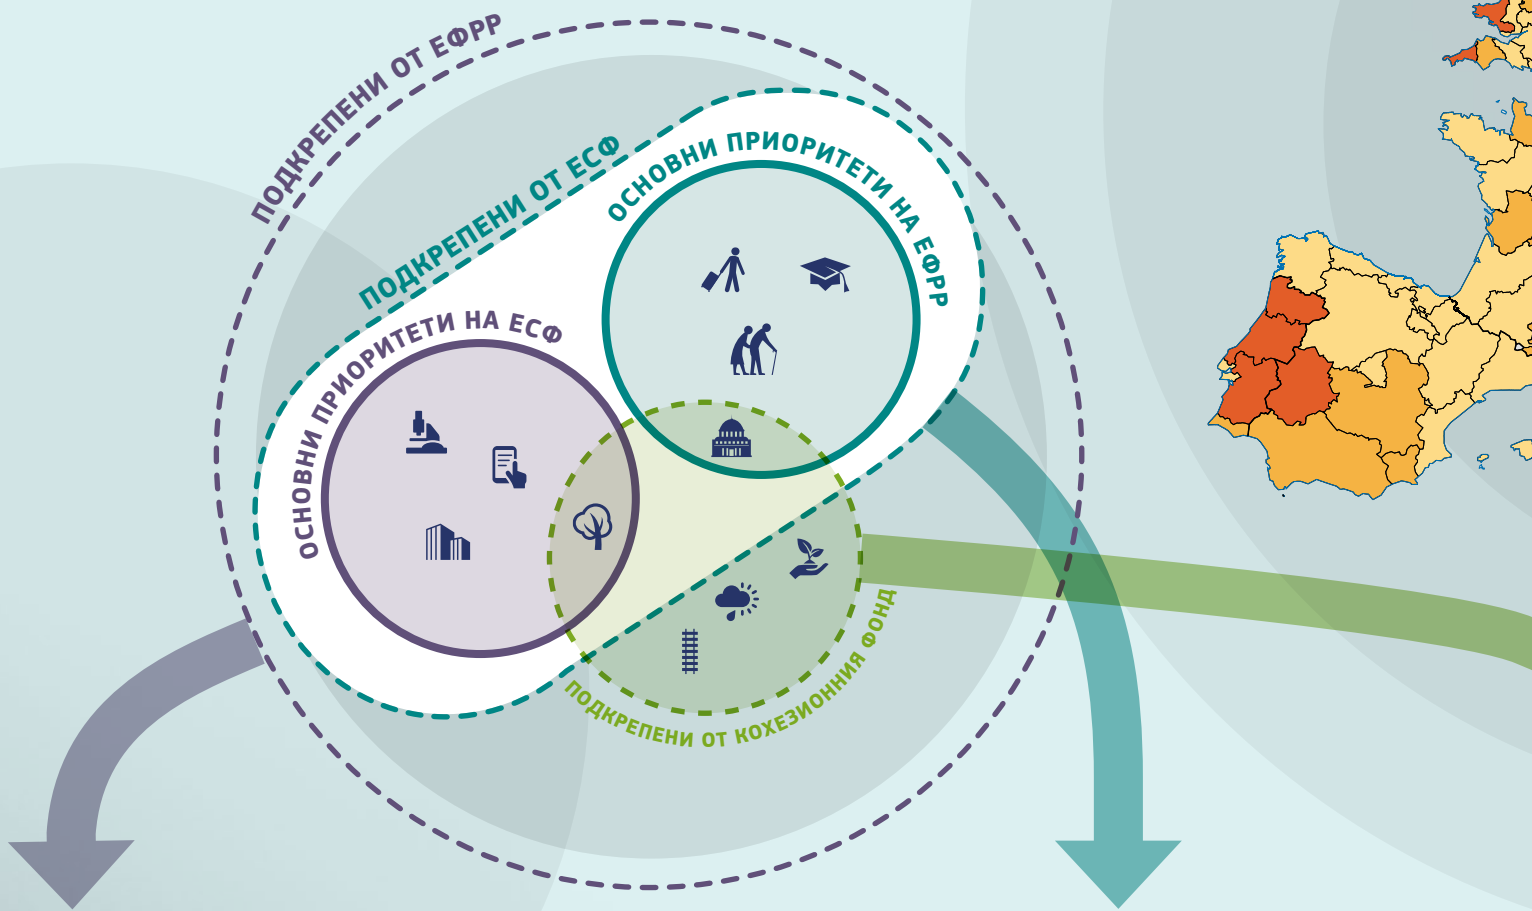 ПОДКРЕПЕНИ ОТ ЕФРР
ПОДКРЕПЕНИ ОТ ЕСФ
ОСНОВНИ ПРИОРИТЕТИ НА ЕФРР
ОСНОВНИ ПРИОРИТЕТИ НА ЕСФ
ПОДКРЕПЕНИ ОТ КОХЕЗИОННИЯ ФОНД